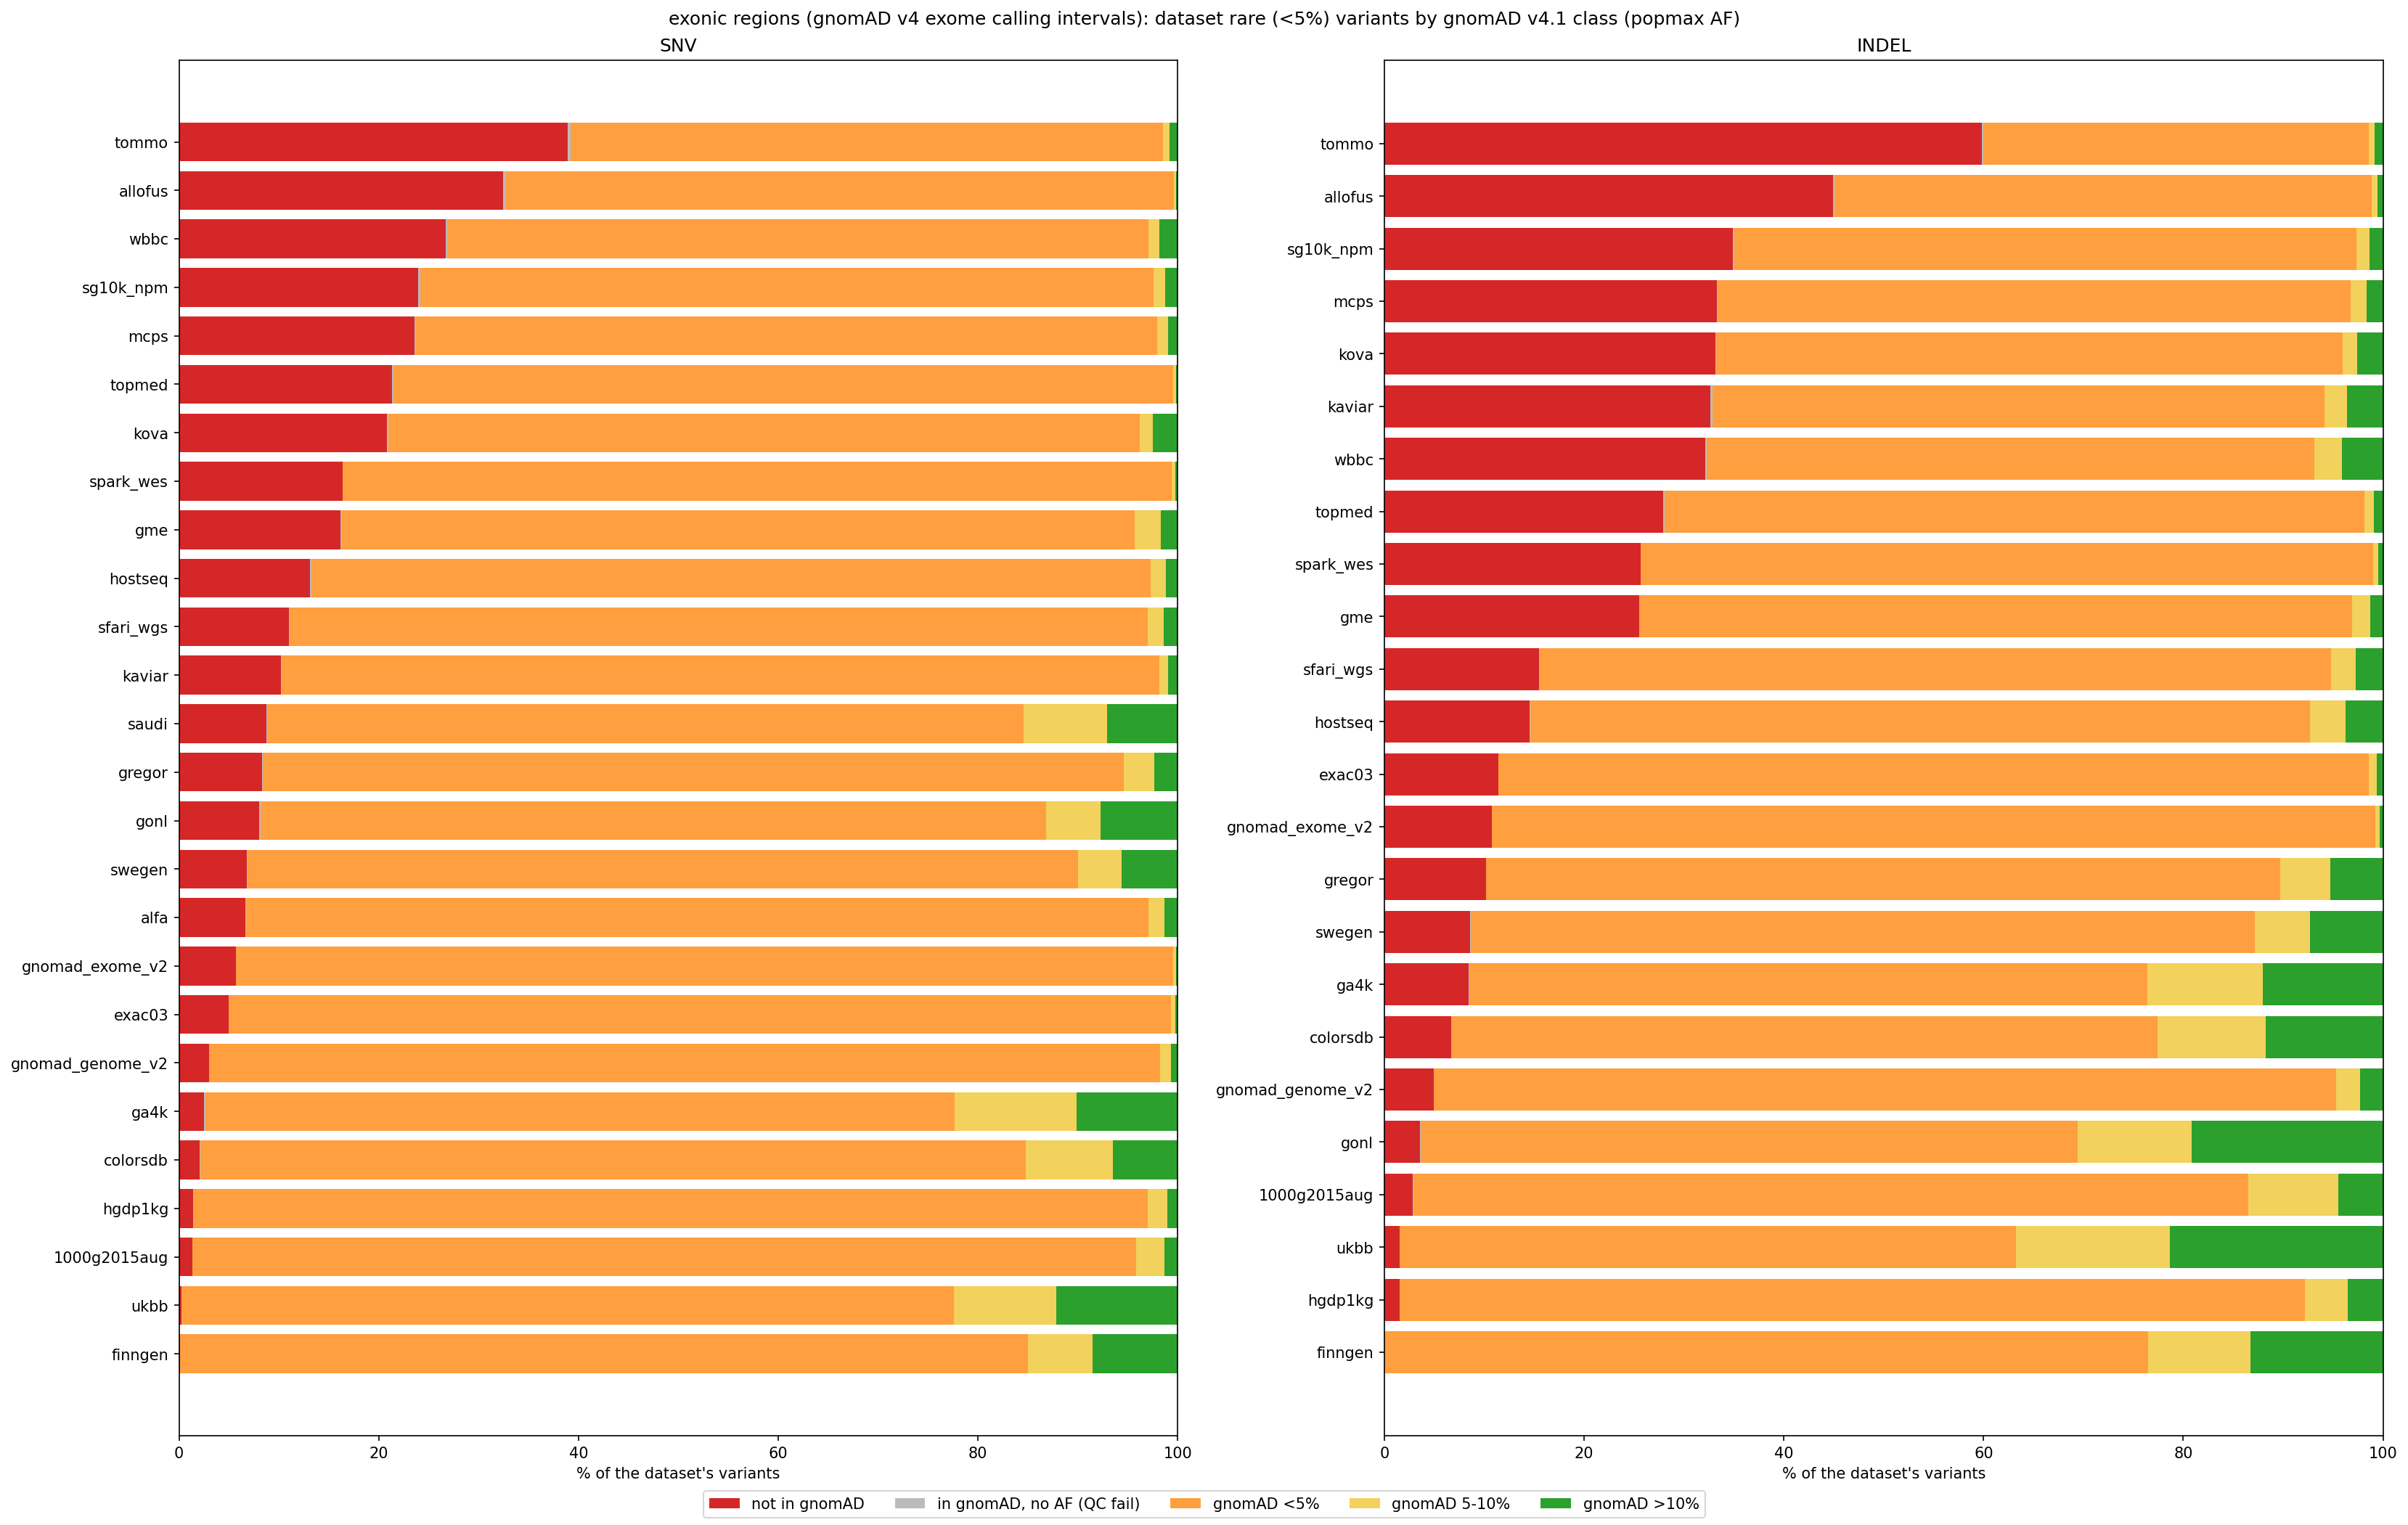 exonic regions (gnomAD v4 exome calling intervals): dataset rare (<5%) variants by gnomAD v4.1 class (popmax AF)
SNV
tommo
allofus
wbbc
sg10k_npm
mcps
topmed
kova
spark_wes
gme
hostseq
sfari_wgs
kaviar
saudi
gregor
gonl
swegen
alfa
gnomad_exome_v2
exac03
gnomad_genome_v2
ga4k
colorsdb
hgdp1kg
1000g2015aug
ukbb
finngen
0 20 40 60 80 100
% of the dataset's variants
INDEL
tommo
allofus
sg10k_npm
mcps
kova
kaviar
wbbc
topmed
spark_wes
gme
sfari_wgs
hostseq
exac03
gnomad_exome_v2
gregor
swegen
ga4k
colorsdb
gnomad_genome_v2
gonl
1000g2015aug
ukbb
hgdp1kg
finngen
0 20 40 60 80 100
% of the dataset's variants
not in gnomAD in gnomAD, no AF (QC fail) gnomAD <5% gnomAD 5-10% gnomAD >10%